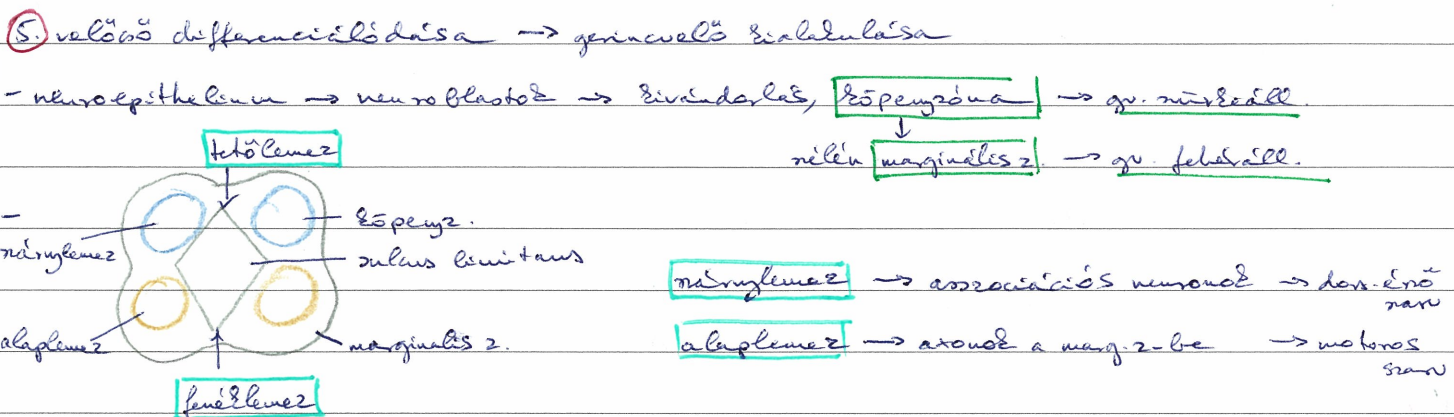 5. velőcső differenciálódása → gerincvelő kialakulása
- neuroepithelium → neuroblastok → kivándorlás, köpenyzóna → gv. szürkeáll.
↓
tetőlemez
szélén marginális z. → gv. fehéráll.
-
köpenyz.
szárnylemez
sulcus limitans
szárnylemez → asszociációs neuronok → dors. érző szarv
alaplemez
marginális z.
alaplemez → axonok a marg. z-be → motoros szarv
fenéklemez